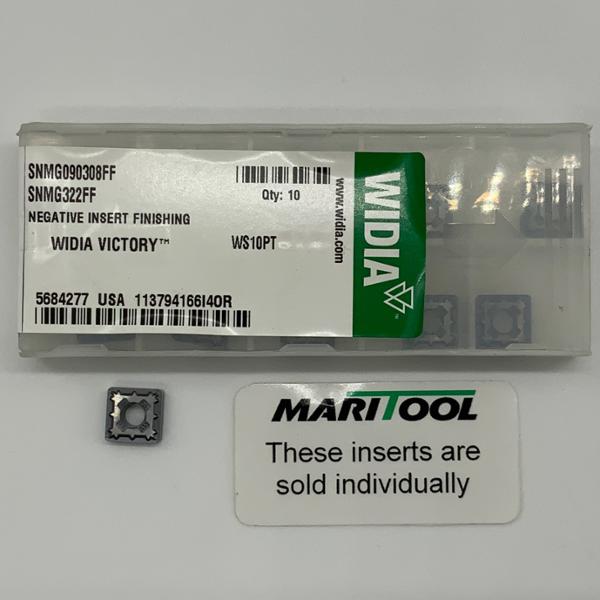 SNMG090308FF
SNMG322FF
Qty: 10
NEGATIVE INSERT FINISHING
WIDIA VICTORY™ WS10PT
5684277 USA 113794166I4OR
www.widia.com
WIDIA
MARITOOL
These inserts are
sold individually